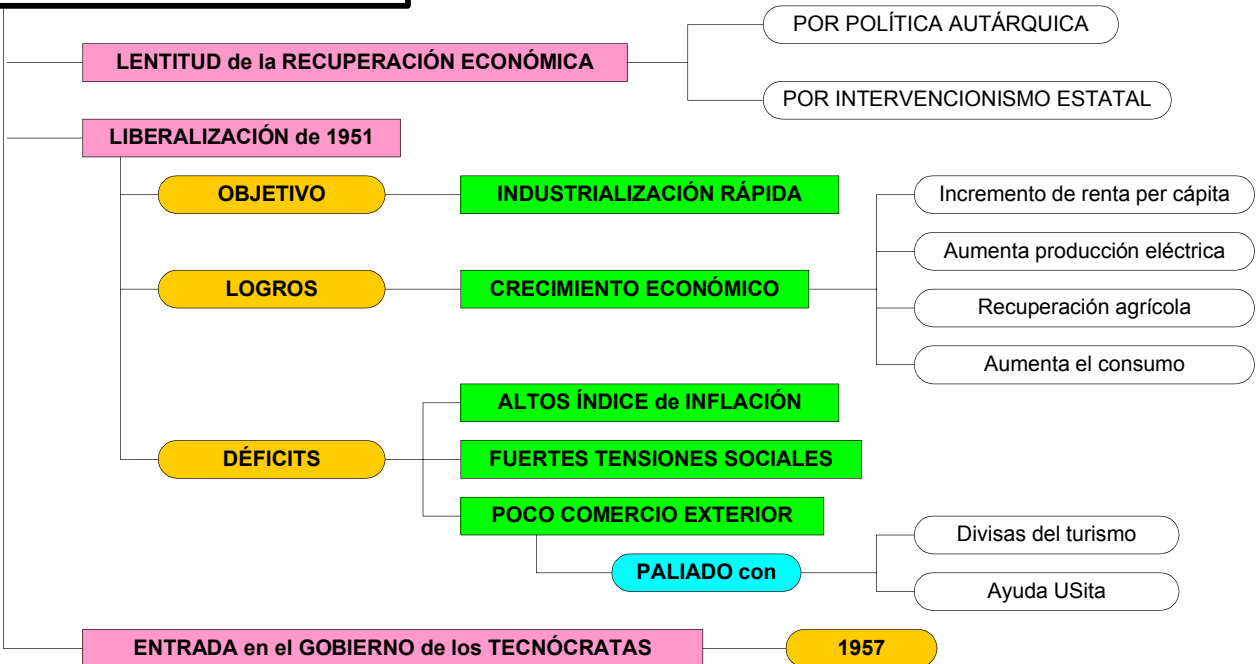 LENTITUD de la RECUPERACIÓN ECONÓMICA
POR POLÍTICA AUTÁRQUICA
POR INTERVENCIONISMO ESTATAL
LIBERALIZACIÓN de 1951
OBJETIVO
INDUSTRIALIZACIÓN RÁPIDA
LOGROS
CRECIMIENTO ECONÓMICO
Incremento de renta per cápita
Aumenta producción eléctrica
Recuperación agrícola
Aumenta el consumo
DÉFICITS
ALTOS ÍNDICE de INFLACIÓN
FUERTES TENSIONES SOCIALES
POCO COMERCIO EXTERIOR
PALIADO con
Divisas del turismo
Ayuda USita
ENTRADA en el GOBIERNO de los TECNÓCRATAS
1957